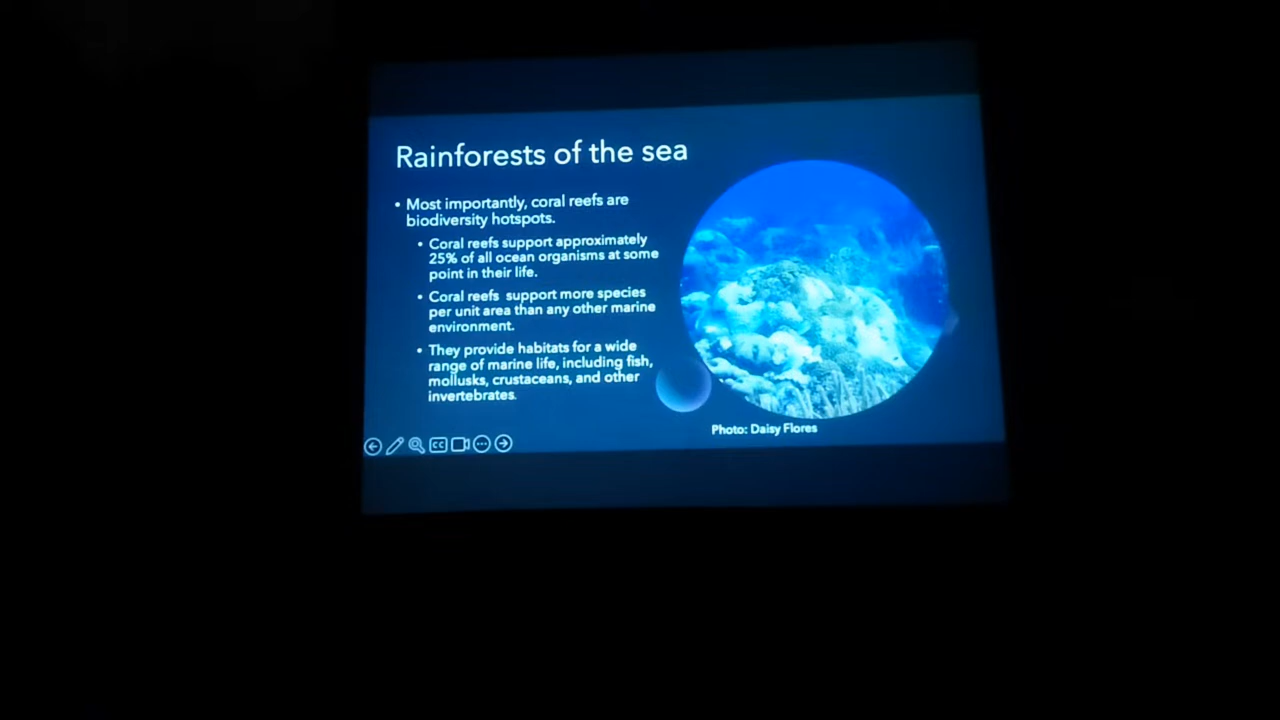 Rainforests of the sea
• Most importantly, coral reefs are
biodiversity hotspots.
• Coral reefs support approximately
25% of all ocean organisms at some
point in their life.
• Coral reefs support more species
per unit area than any other marine
environment.
• They provide habitats for a wide
range of marine life, including fish,
mollusks, crustaceans, and other
invertebrates.
Photo: Daisy Flores
CC